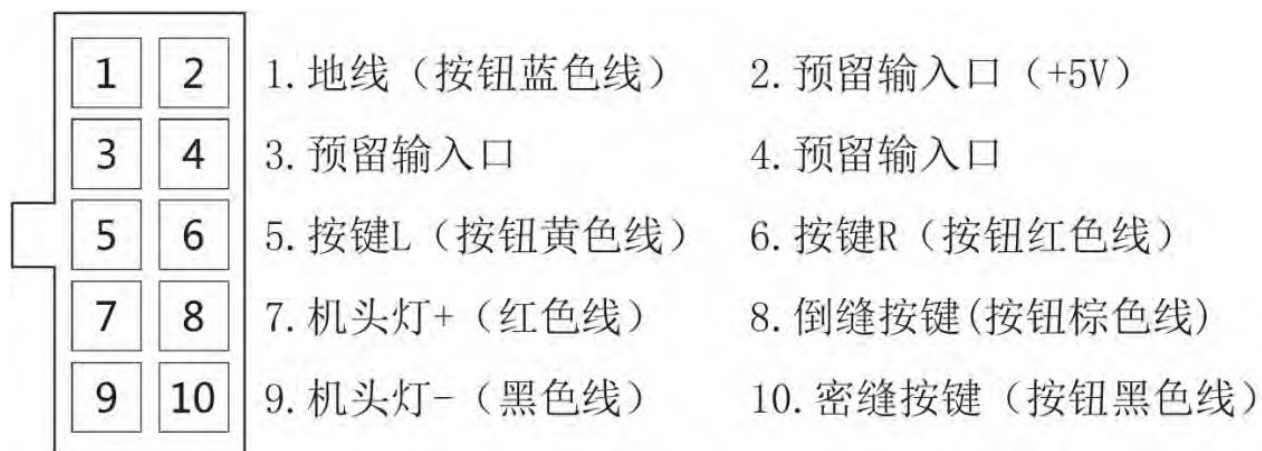 1 2 1.地线（按钮蓝色线） 2.预留输入口（+5V）
3 4 3.预留输入口 4.预留输入口
5 6 5.按键L（按钮黄色线） 6.按键R（按钮红色线）
7 8 7.机头灯+（红色线） 8.倒缝按键(按钮棕色线)
9 10 9.机头灯-（黑色线） 10.密缝按键（按钮黑色线）